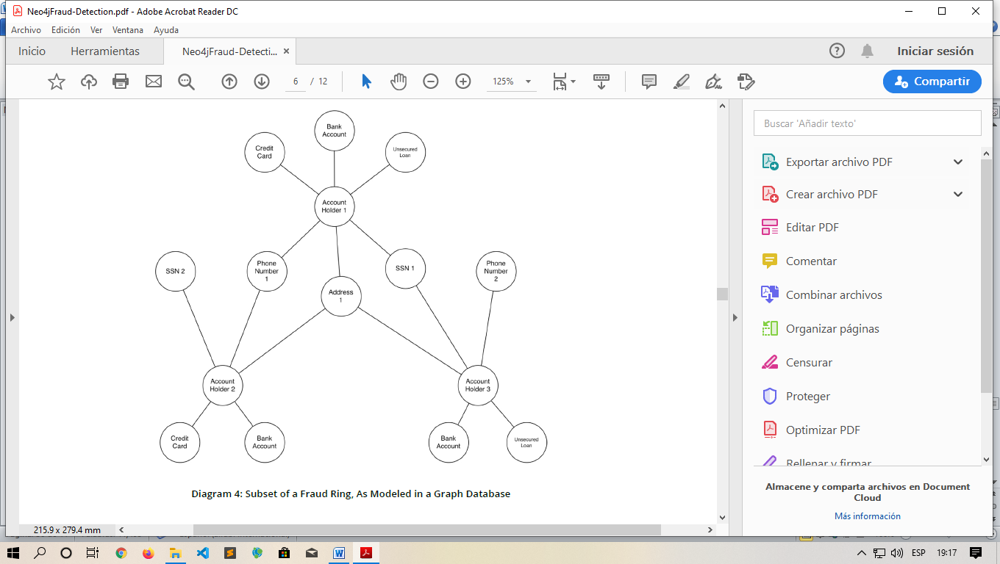 Neo4jFraud-Detection.pdf - Adobe Acrobat Reader DC
Archivo Edición Ver Ventana Ayuda
Inicio Herramientas Neo4jFraud-Detecti... Iniciar sesión
6 / 12 125% Compartir
Bank
Account
Credit
Card
Unsecured
Loan
Account
Holder 1
SSN 2
Phone
Number
1
SSN 1
Phone
Number
2
Address
1
Account
Holder 2
Account
Holder 3
Credit
Card
Bank
Account
Bank
Account
Unsecured
Loan
Diagram 4: Subset of a Fraud Ring, As Modeled in a Graph Database
215.9 x 279.4 mm
Buscar 'Añadir texto'
Exportar archivo PDF
Crear archivo PDF
Editar PDF
Comentar
Combinar archivos
Organizar páginas
Censurar
Proteger
Optimizar PDF
Rellenar y firmar
Almacene y comparta archivos en Document
Cloud
Más información
ESP 19:17